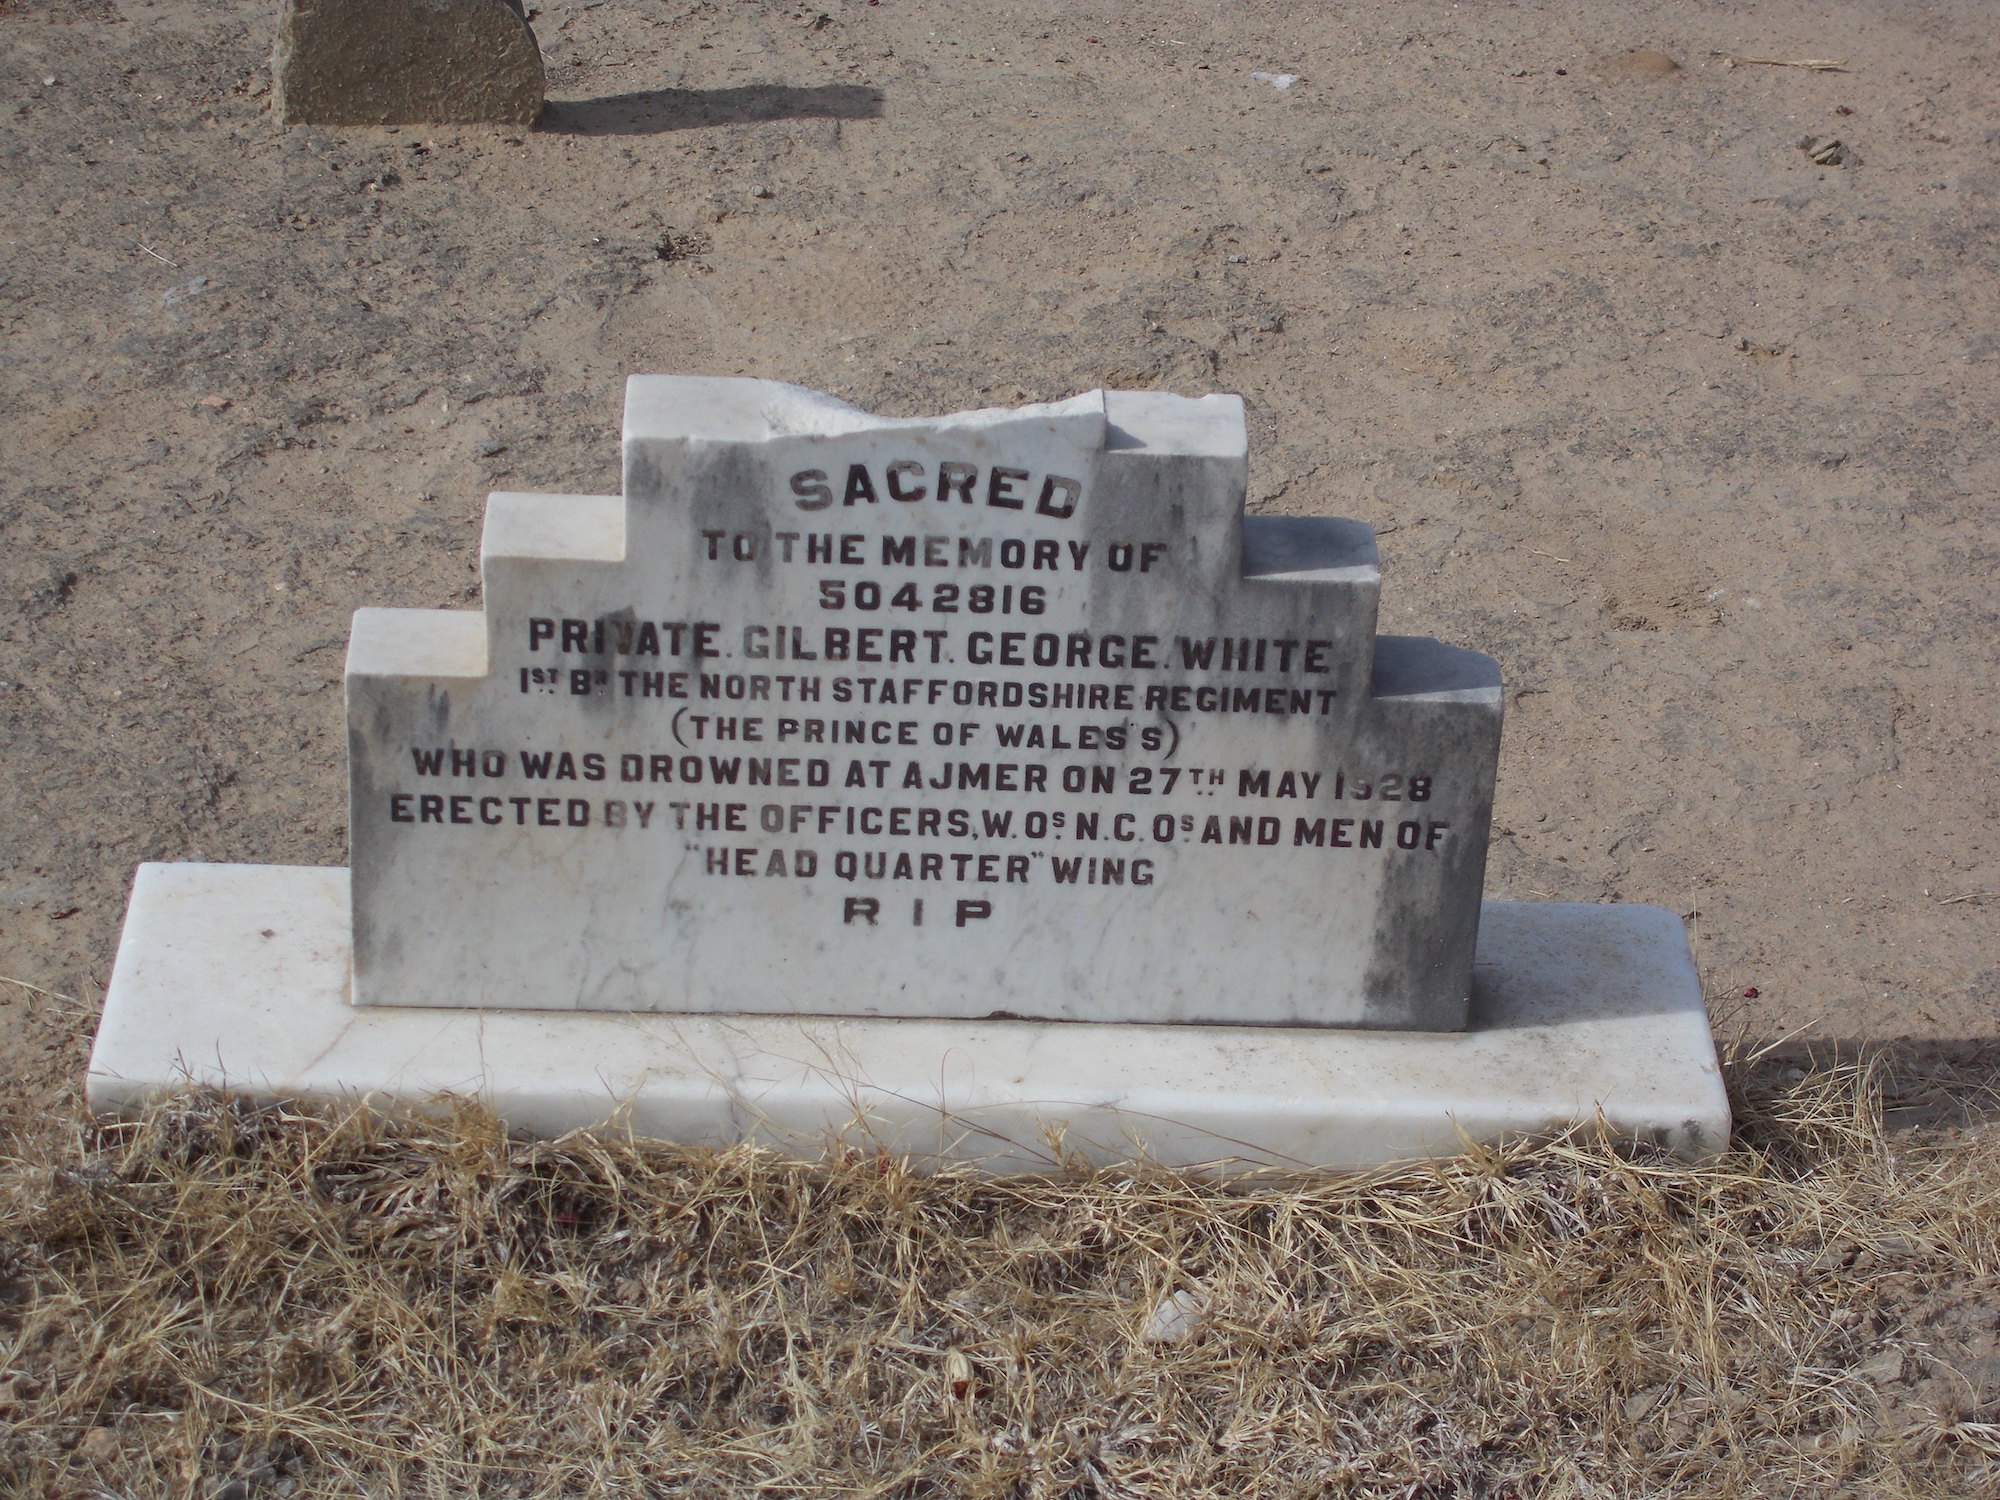 SACRED
TO THE MEMORY OF
5042816
PRIVATE. GILBERT. GEORGE. WHITE
1ST BN THE NORTH STAFFORDSHIRE REGIMENT
(THE PRINCE OF WALES'S)
WHO WAS DROWNED AT AJMER ON 27TH MAY 1928
ERECTED BY THE OFFICERS, W. OS N. C. OS AND MEN OF
"HEAD QUARTER" WING
R I P